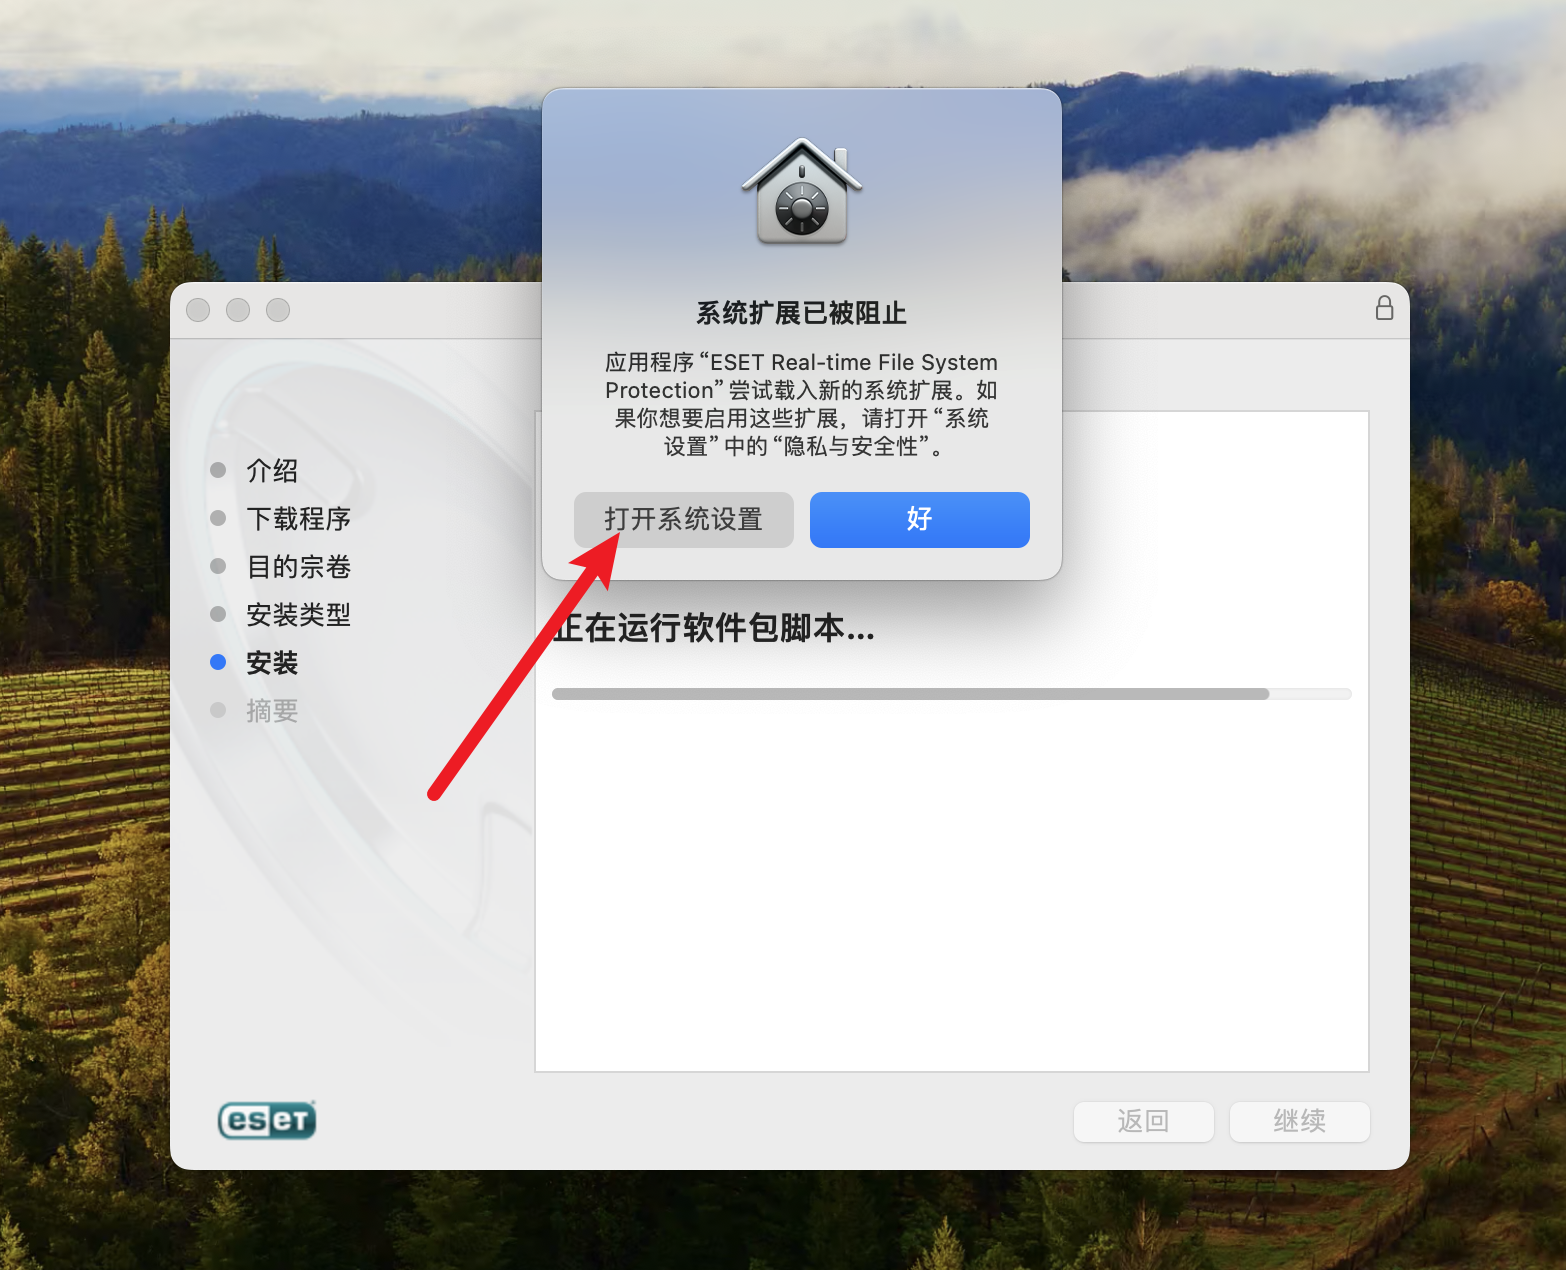 系统扩展已被阻止
应用程序“ESET Real-time File System
Protection”尝试载入新的系统扩展。如
果你想要启用这些扩展，请打开“系统
设置”中的“隐私与安全性”。
打开系统设置
好
介绍
下载程序
目的宗卷
安装类型
安装
摘要
正在运行软件包脚本...
eset
返回
继续